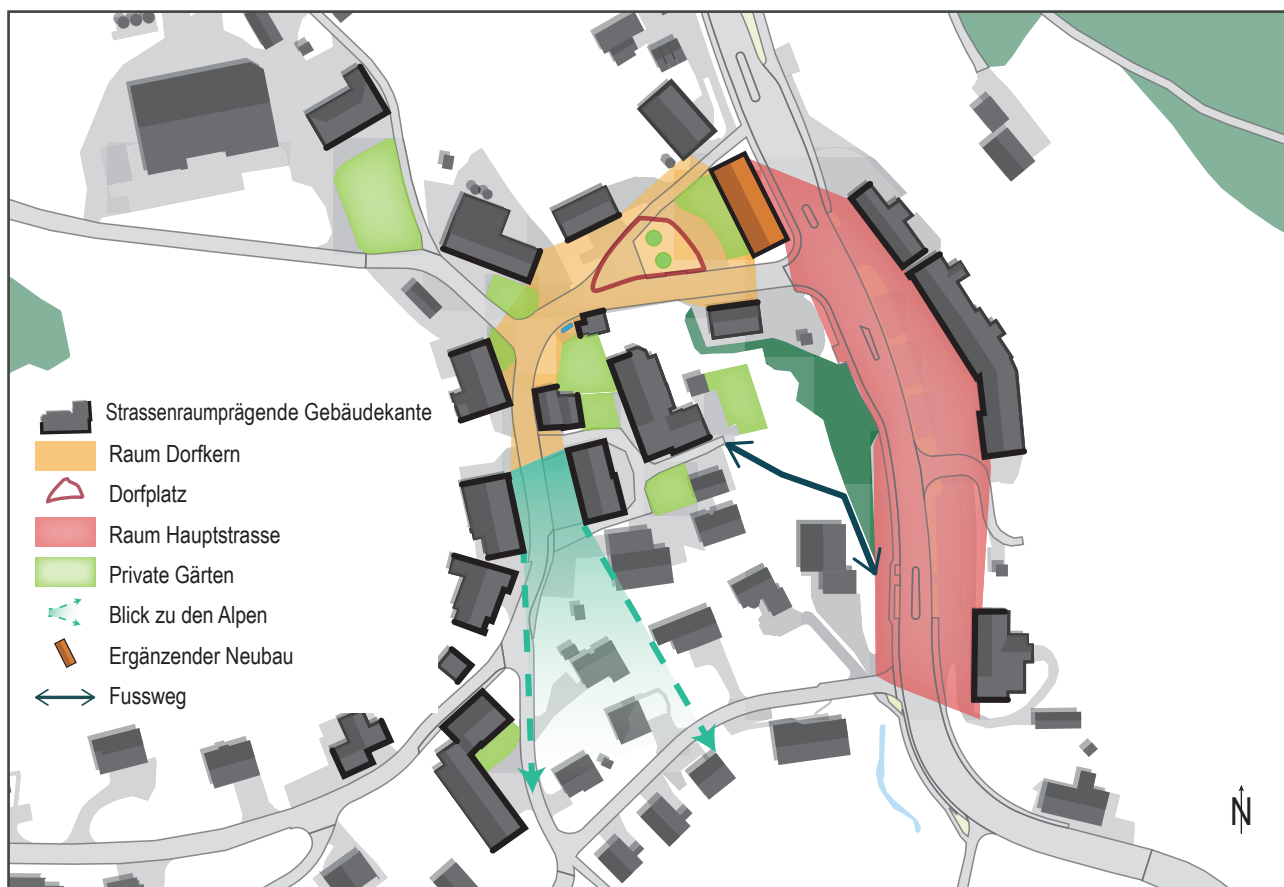 Strassenraumprägende Gebäudekante
Raum Dorfkern
Dorfplatz
Raum Hauptstrasse
Private Gärten
Blick zu den Alpen
Ergänzender Neubau
Fussweg
N